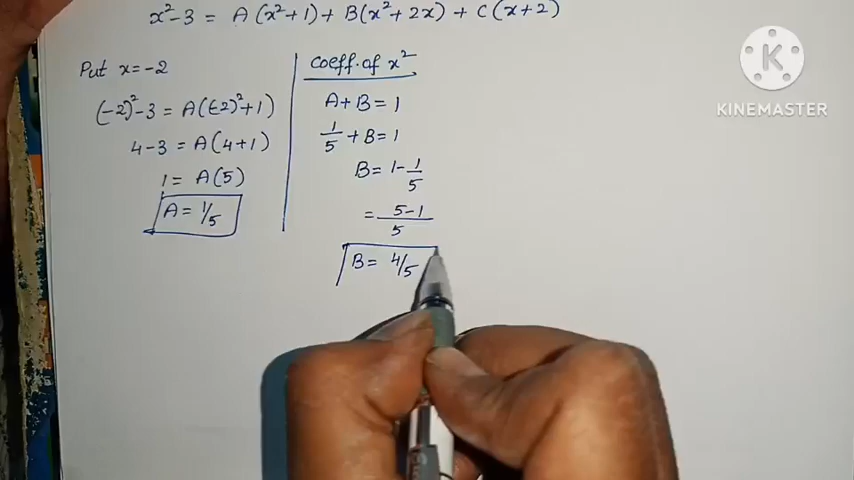 x²-3 = A(x²+1) + B(x²+2x) + C(x+2)
Put x=-2
(-2)²-3 = A((-2)²+1)
4-3 = A(4+1)
1 = A(5)
A = 1/5
coeff. of x²
A+B = 1
1/5 + B = 1
B = 1-1/5
= 5-1/5
B = 4/5
KINEMASTER